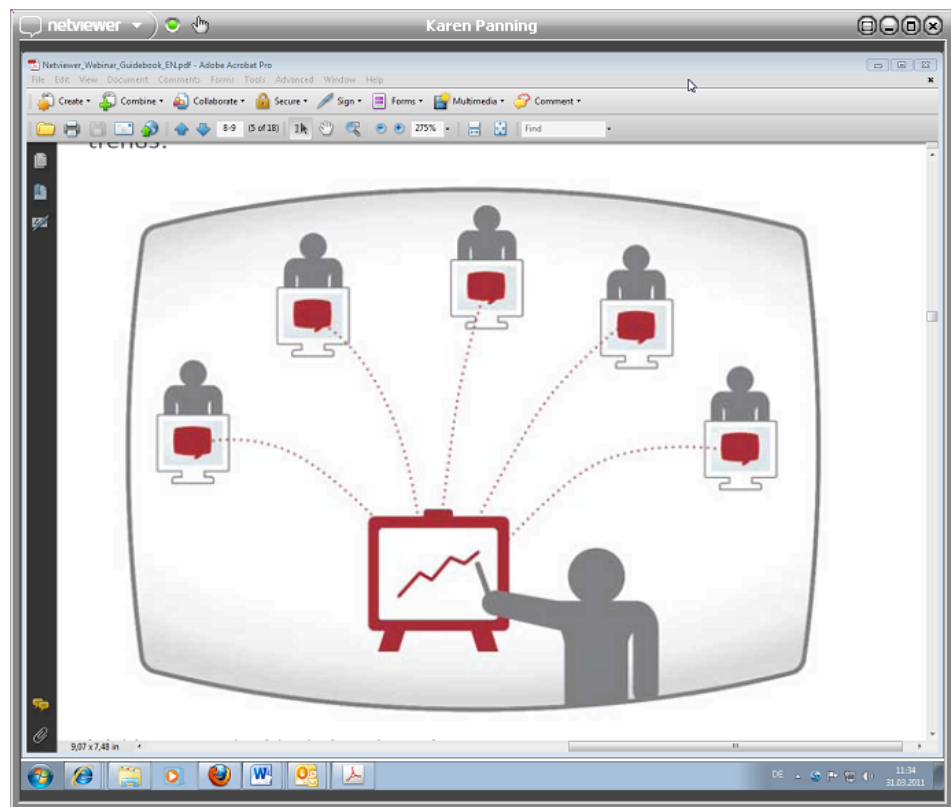 netviewer Karen Panning
Netviewer_Webinar_Guidebook_EN.pdf - Adobe Acrobat Pro
File Edit View Document Comments Forms Tools Advanced Window Help
Create Combine Collaborate Secure Sign Forms Multimedia Comment
8-9 (5 of 18) 275% Find
trends.
9,07 x 7,48 in
DE 11:34
31.03.2011